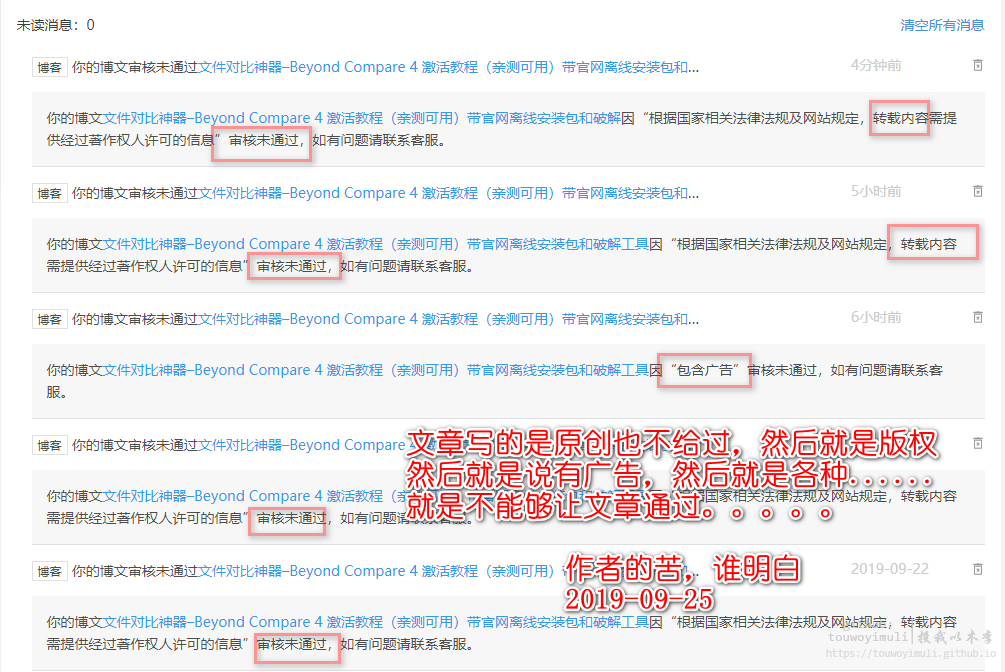 未读消息：0 清空所有消息
博客 你的博文审核未通过文件对比神器–Beyond Compare 4 激活教程（亲测可用）带官网离线安装包和... 4分钟前
你的博文文件对比神器–Beyond Compare 4 激活教程（亲测可用）带官网离线安装包和破解因“根据国家相关法律法规及网站规定，转载内容需提
供经过著作权人许可的信息”审核未通过，如有问题请联系客服。
博客 你的博文审核未通过文件对比神器–Beyond Compare 4 激活教程（亲测可用）带官网离线安装包和... 5小时前
你的博文文件对比神器–Beyond Compare 4 激活教程（亲测可用）带官网离线安装包和破解工具因“根据国家相关法律法规及网站规定，转载内容
需提供经过著作权人许可的信息”审核未通过，如有问题请联系客服。
博客 你的博文审核未通过文件对比神器–Beyond Compare 4 激活教程（亲测可用）带官网离线安装包和... 6小时前
你的博文文件对比神器–Beyond Compare 4 激活教程（亲测可用）带官网离线安装包和破解工具因“包含广告”审核未通过，如有问题请联系客
服。
博客 你的博文审核未通过文件对比神器–Beyond Compare
文章写的是原创也不给过，然后就是版权
然后就是说有广告，然后就是各种......
就是不能够让文章通过。。。。。
你的博文文件对比神器–Beyond Compare 4 激活教程 国家相关法律法规及网站规定，转载内容
需提供经过著作权人许可的信息”审核未通过，如有问题请联系客服。
博客 你的博文审核未通过文件对比神器–Beyond Compare 4 激活教程（亲测可用） 2019-09-22
作者的苦，谁明白
2019-09-25
你的博文文件对比神器–Beyond Compare 4 激活教程（亲测可用）带官网离线安装包和破解工具因“根据国家相关法律法规及网站规定，转载内容
需提供经过著作权人许可的信息”审核未通过，如有问题请联系客服。
touwoyimuli|投我以木李
https://touwoyimuli.github.io